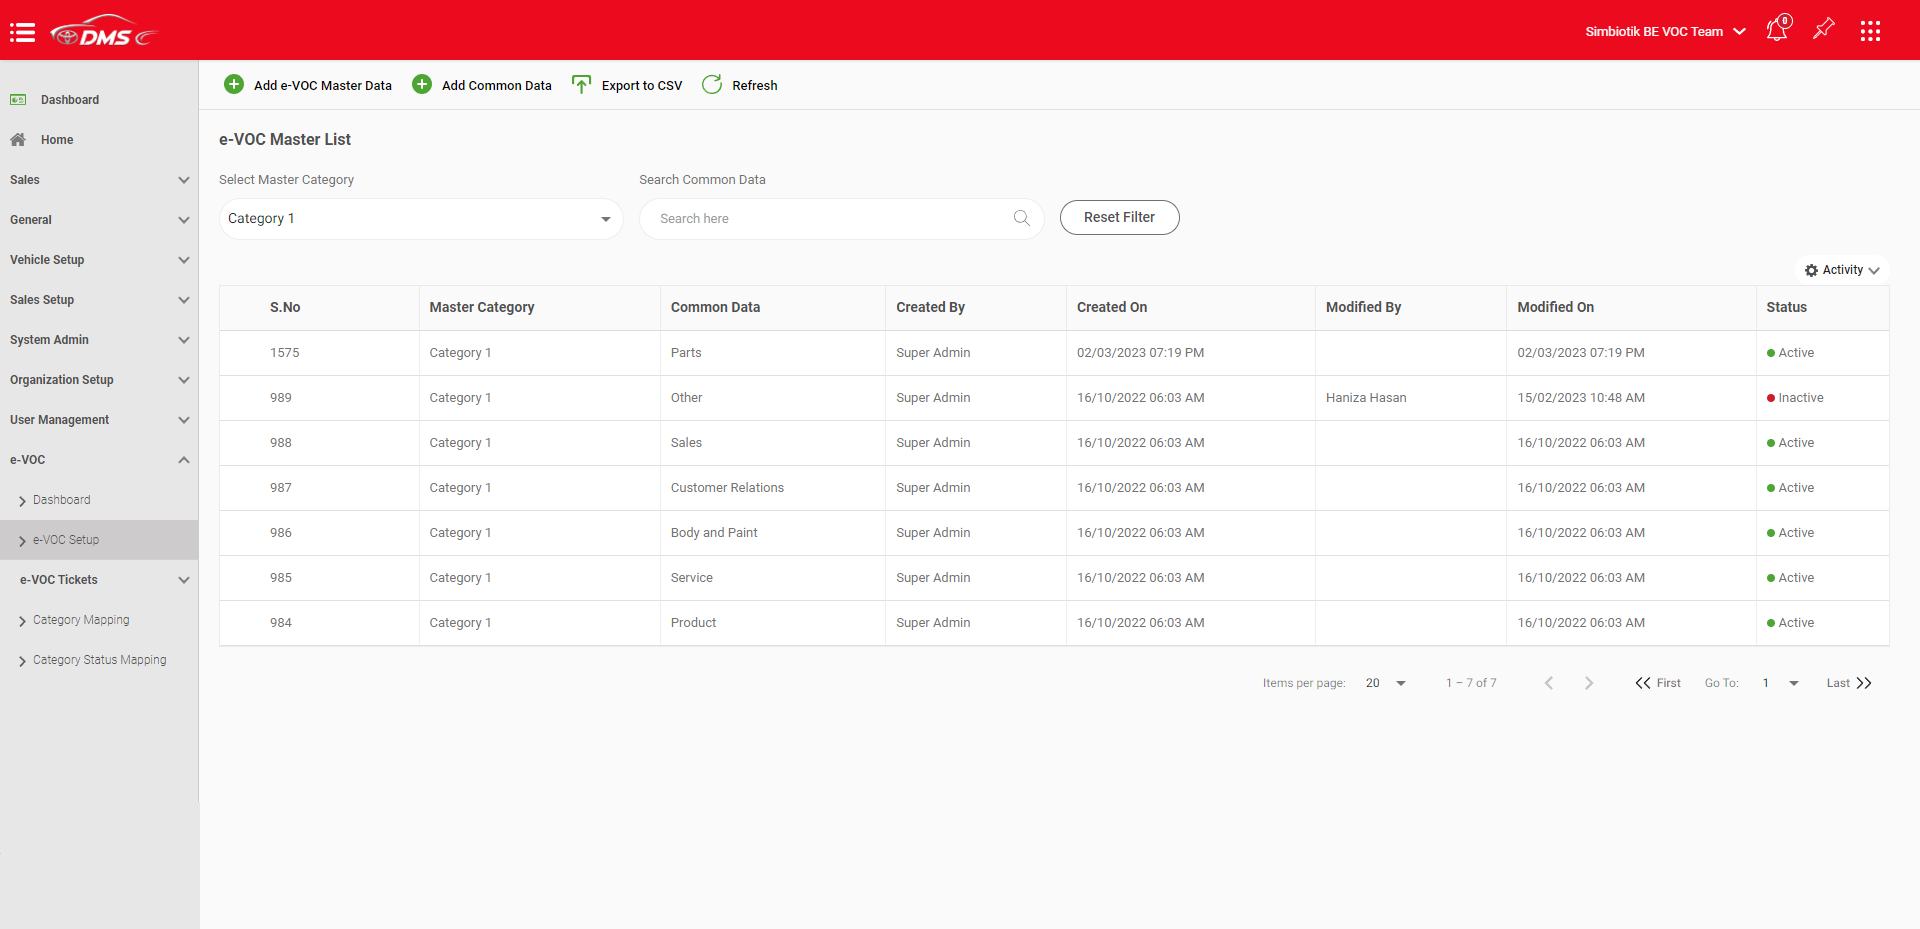 DMS
Simbiotik BE VOC Team
0
Dashboard
Home
Sales
General
Vehicle Setup
Sales Setup
System Admin
Organization Setup
User Management
e-VOC
Dashboard
e-VOC Setup
e-VOC Tickets
Category Mapping
Category Status Mapping
Add e-VOC Master Data Add Common Data Export to CSV Refresh
e-VOC Master List
Select Master Category Search Common Data
Category 1 Search here Reset Filter
Activity
S.No Master Category Common Data Created By Created On Modified By Modified On Status
1575 Category 1 Parts Super Admin 02/03/2023 07:19 PM 02/03/2023 07:19 PM Active
989 Category 1 Other Super Admin 16/10/2022 06:03 AM Haniza Hasan 15/02/2023 10:48 AM Inactive
988 Category 1 Sales Super Admin 16/10/2022 06:03 AM 16/10/2022 06:03 AM Active
987 Category 1 Customer Relations Super Admin 16/10/2022 06:03 AM 16/10/2022 06:03 AM Active
986 Category 1 Body and Paint Super Admin 16/10/2022 06:03 AM 16/10/2022 06:03 AM Active
985 Category 1 Service Super Admin 16/10/2022 06:03 AM 16/10/2022 06:03 AM Active
984 Category 1 Product Super Admin 16/10/2022 06:03 AM 16/10/2022 06:03 AM Active
Items per page: 20 1 – 7 of 7 First Go To: 1 Last